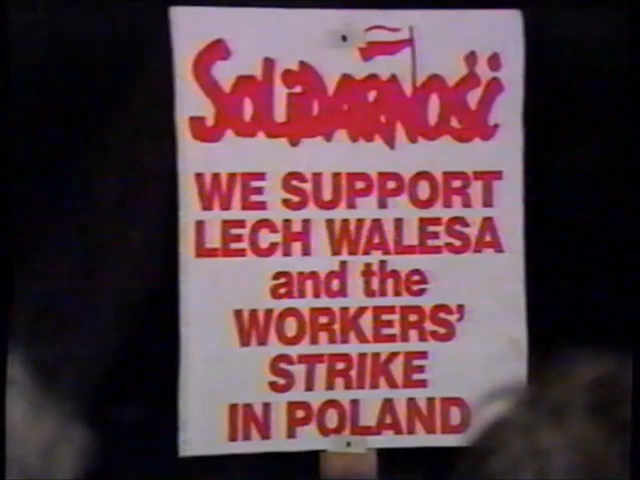 SOLIDARNOŚĆ
WE SUPPORT
LECH WALESA
and the
WORKERS'
STRIKE
IN POLAND